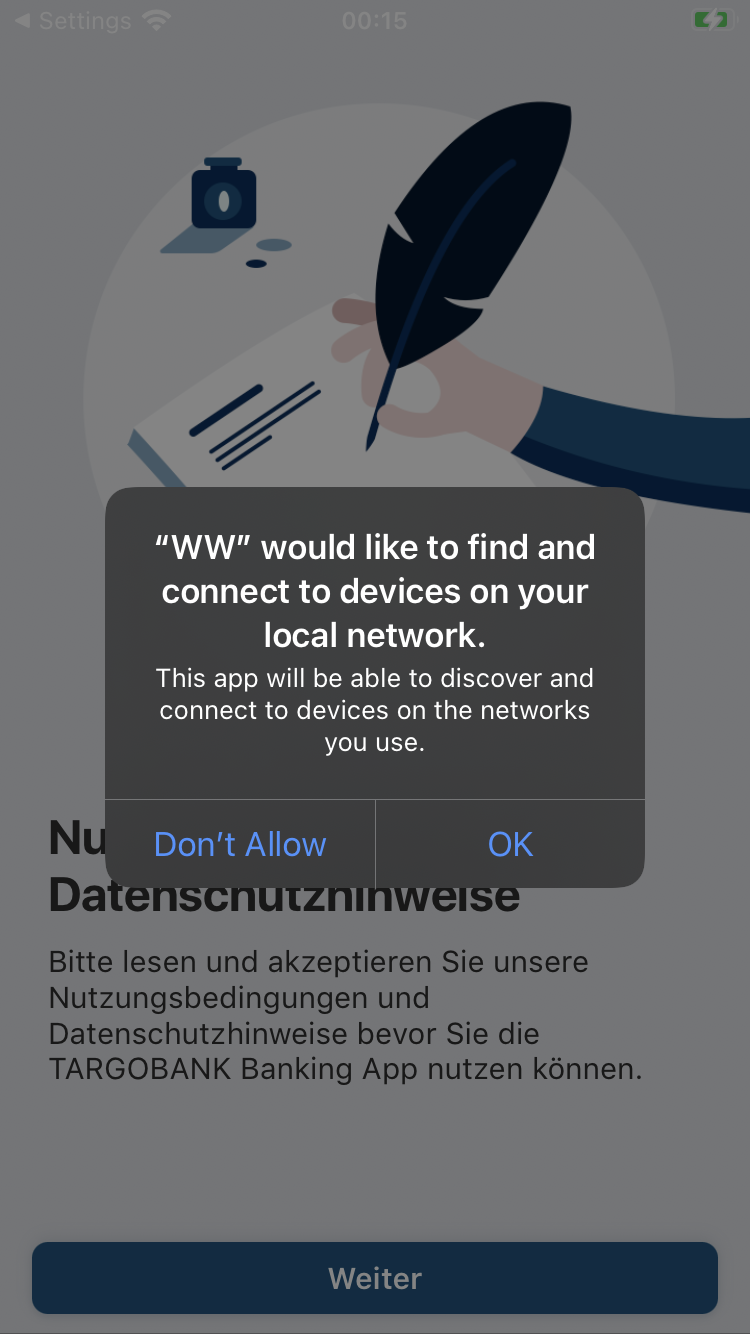 Settings
00:15
“WW” would like to find and
connect to devices on your
local network.
This app will be able to discover and
connect to devices on the networks
you use.
Don’t Allow
OK
Datenschutzhinweise
Bitte lesen und akzeptieren Sie unsere
Nutzungsbedingungen und
Datenschutzhinweise bevor Sie die
TARGOBANK Banking App nutzen können.
Weiter